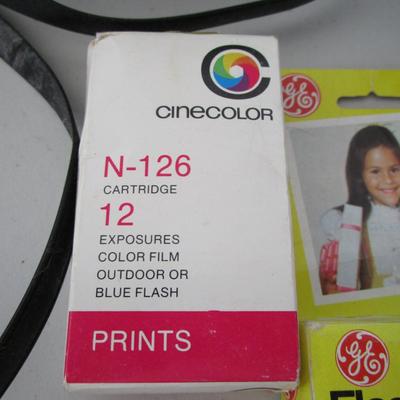 CINECOLOR
N-126
CARTRIDGE
12
EXPOSURES
COLOR FILM
OUTDOOR OR
BLUE FLASH
PRINTS
GE
GE